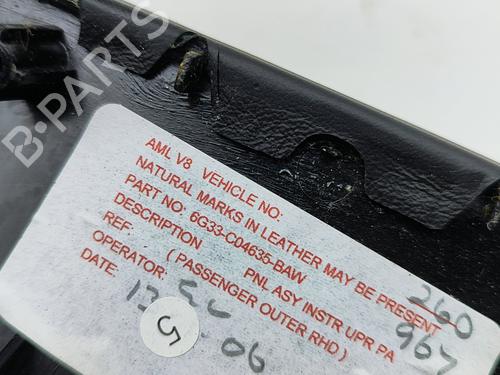 B-PARTS
AML V8 VEHICLE NO:
NATURAL MARKS IN LEATHER MAY BE PRESENT
PART NO: 6G33-C04635-BAW
DESCRIPTION PNL ASY INSTR UPR PA
REF: ( PASSENGER OUTER RHD )
OPERATOR:
DATE:
260
967
06